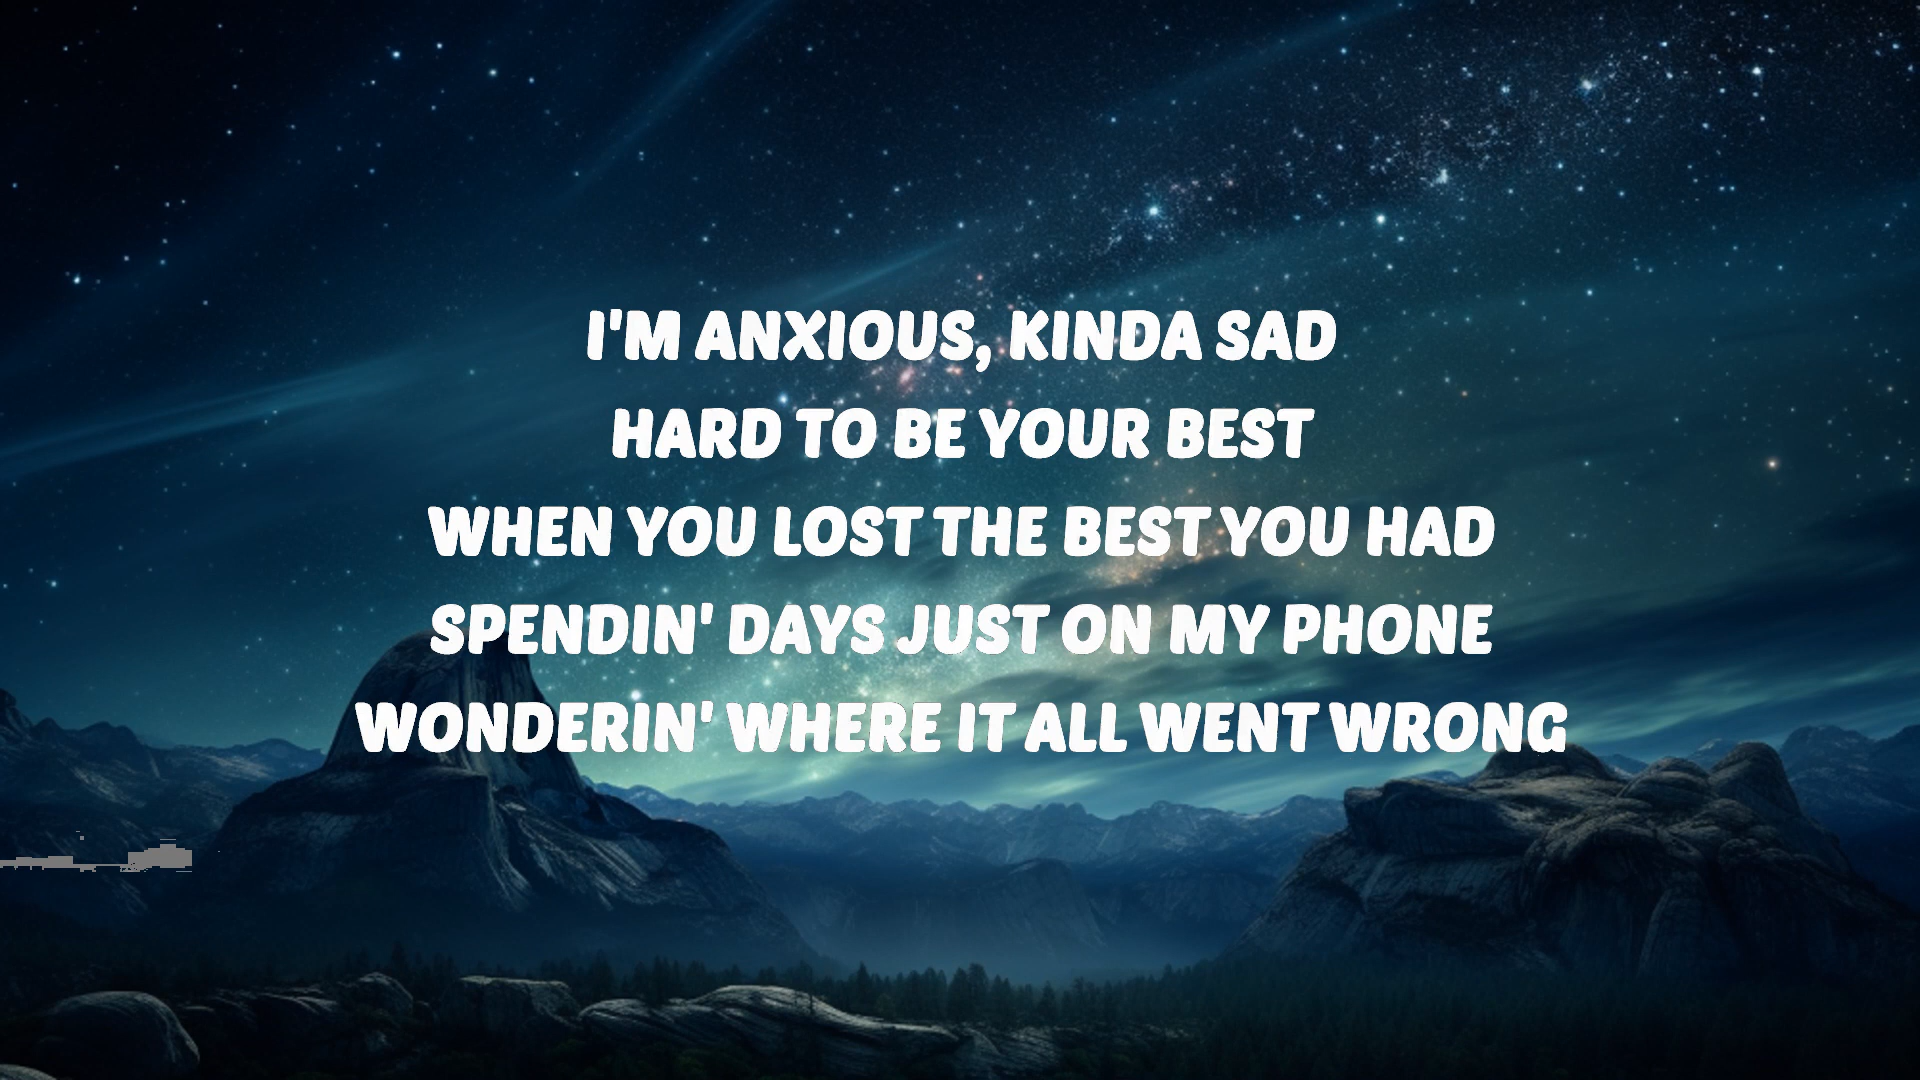 I'M ANXIOUS, KINDA SAD
HARD TO BE YOUR BEST
WHEN YOU LOST THE BEST YOU HAD
SPENDIN' DAYS JUST ON MY PHONE
WONDERIN' WHERE IT ALL WENT WRONG